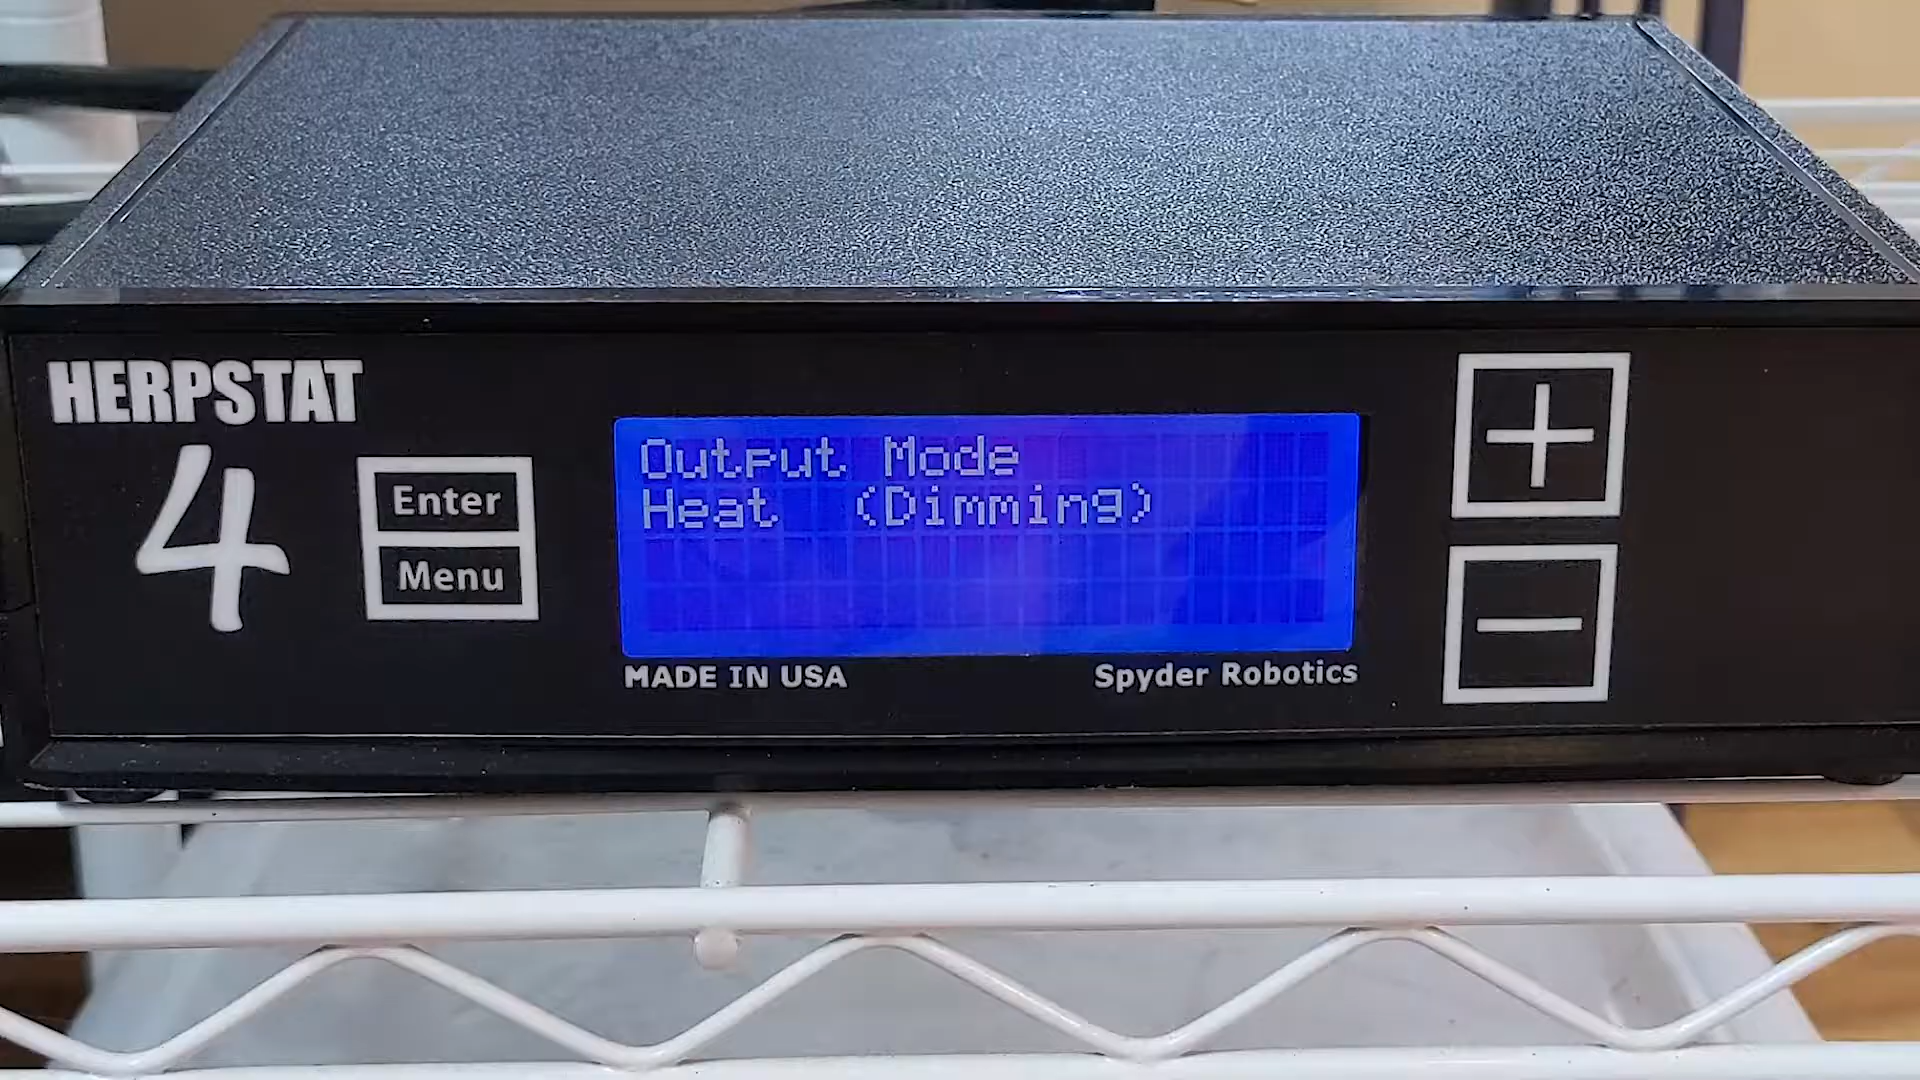 HERPSTAT
4
Enter
Menu
Output Mode
Heat (Dimming)
MADE IN USA
Spyder Robotics
+
−